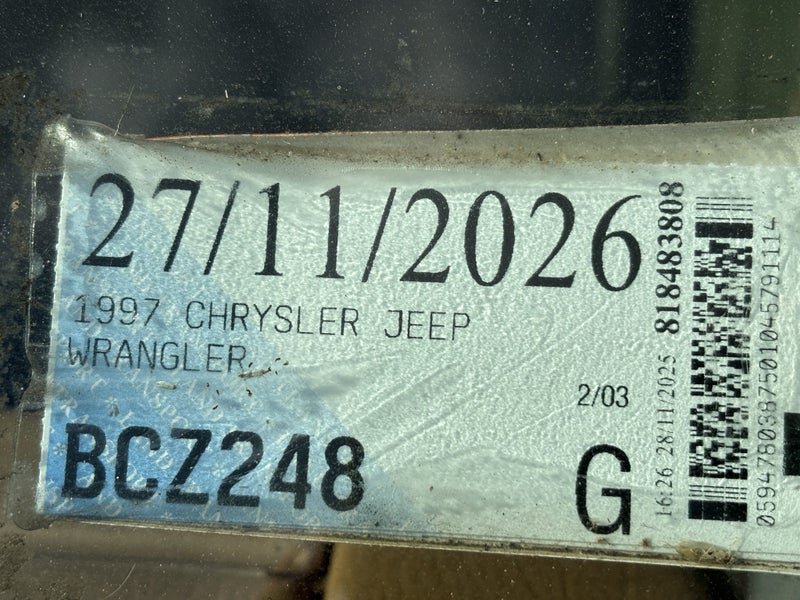 27/11/2026
1997 CHRYSLER JEEP
WRANGLER
2/03
BCZ248
G
16:26 28/11/2025 818483808
0594780387501045791114